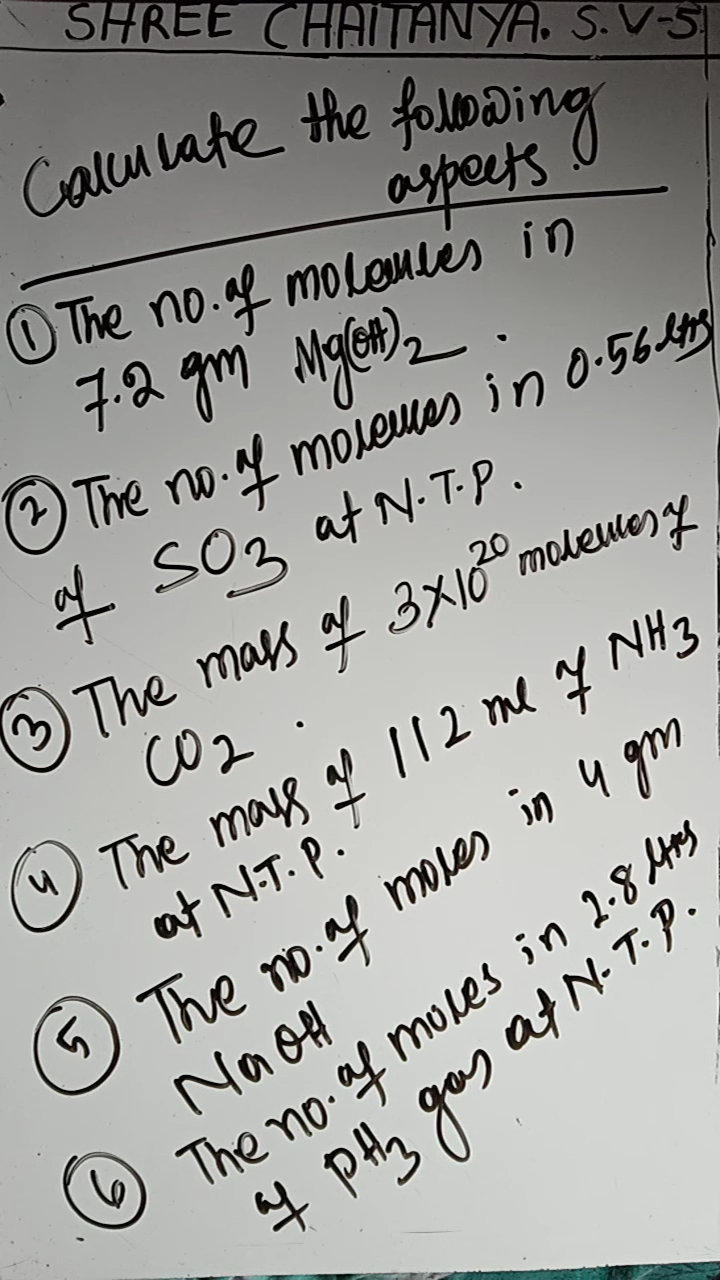 SHREE CHAITANYA. S. V-5
Calculate the following
aspects.
① The no. of molecules in
7.2 gm Mg(OH)2.
② The no. of molecules in 0.56 ltrs
of SO3 at N.T.P.
③ The mass of 3×10^20 molecules of
CO2.
④ The mass of 112 ml of NH3
at N.T.P.
⑤ The no. of moles in 4 gm
NaOH
⑥ The no. of moles in 2.8 ltrs
of PH3 gas at N.T.P.